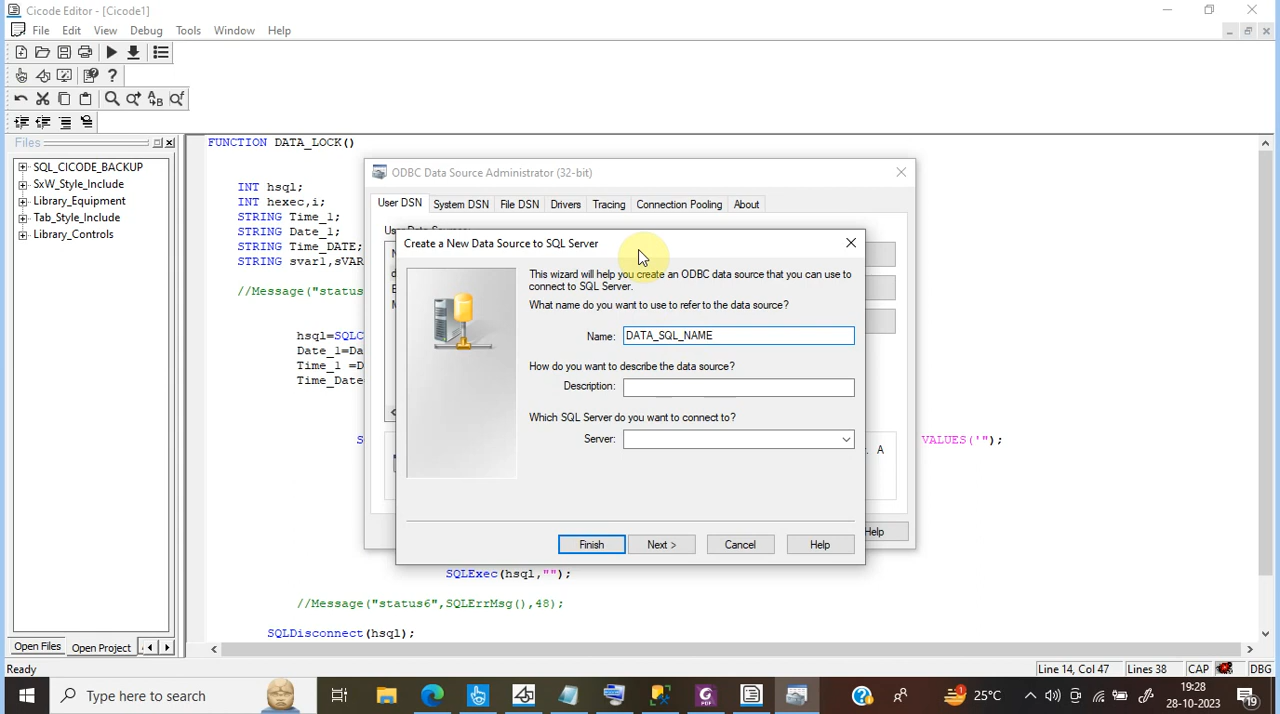 Cicode Editor - [Cicode1]
File Edit View Debug Tools Window Help
Files
SQL_CICODE_BACKUP
SxW_Style_Include
Library_Equipment
Tab_Style_Include
Library_Controls
Open Files Open Project
FUNCTION DATA_LOCK()
INT hsql;
INT hexec,i;
STRING Time_1;
STRING Date_1;
STRING Time_DATE;
STRING svar1,sVAR
//Message("status
hsql=SQLC
Date_1=Da
Time_1 =D
Time_Date
S
VALUES('");
SQLExec(hsql,"");
//Message("status6",SQLErrMsg(),48);
SQLDisconnect(hsql);
ODBC Data Source Administrator (32-bit)
User DSN System DSN File DSN Drivers Tracing Connection Pooling About
A
Help
Create a New Data Source to SQL Server
This wizard will help you create an ODBC data source that you can use to
connect to SQL Server.
What name do you want to use to refer to the data source?
Name: DATA_SQL_NAME
How do you want to describe the data source?
Description:
Which SQL Server do you want to connect to?
Server:
Finish Next > Cancel Help
Ready Line 14, Col 47 Lines 38 CAP DBG
Type here to search 1 25°C 19:28
28-10-2023 19